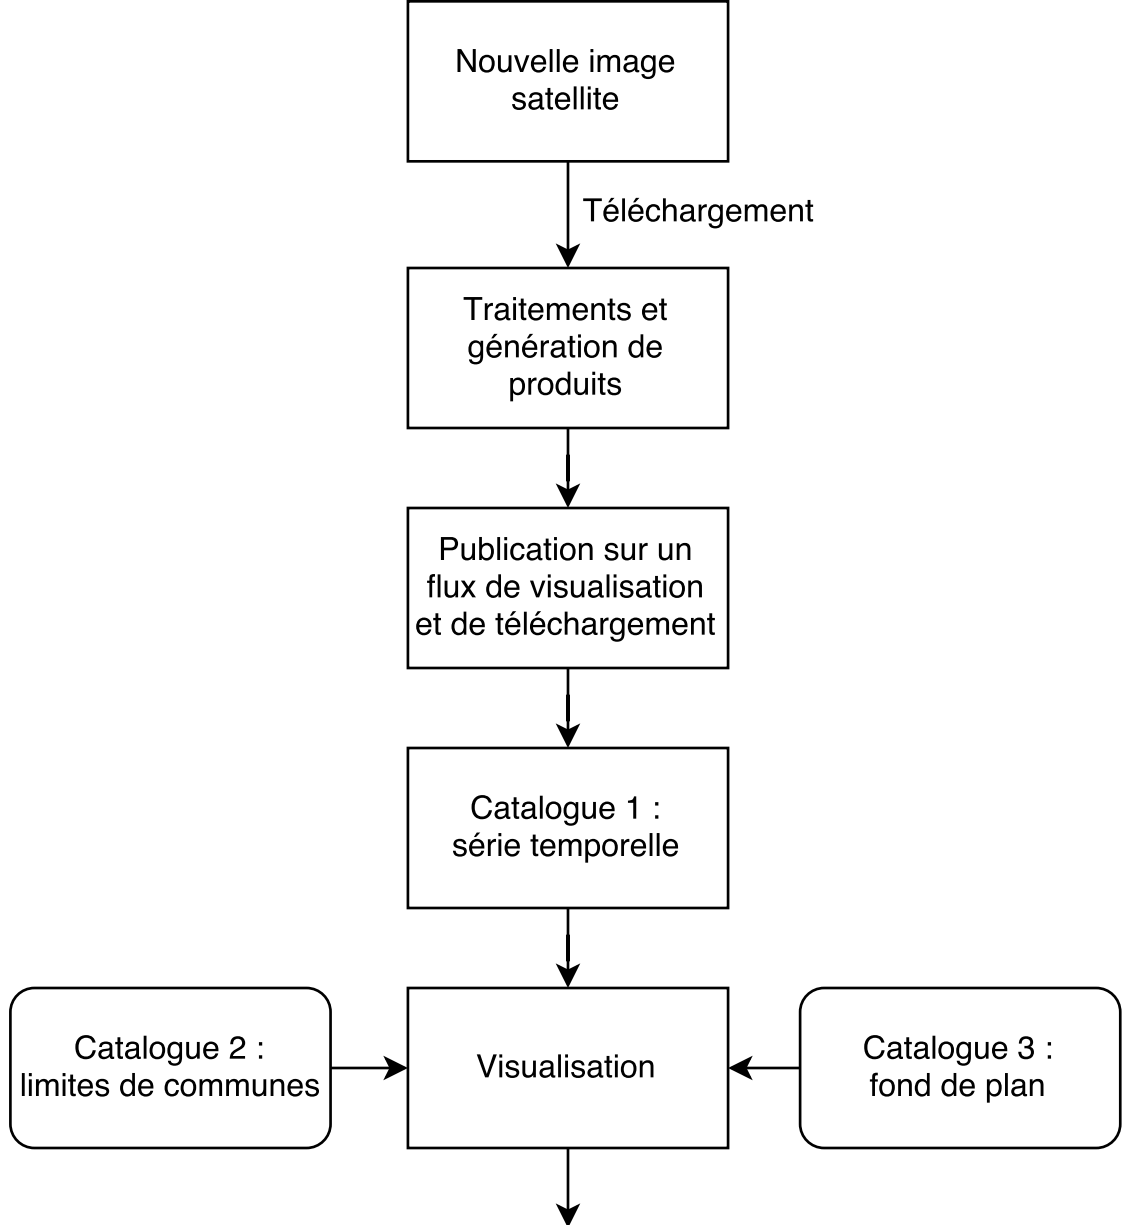 Nouvelle image
satellite
Téléchargement
Traitements et
génération de
produits
Publication sur un
flux de visualisation
et de téléchargement
Catalogue 1 :
série temporelle
Catalogue 2 :
limites de communes
Visualisation
Catalogue 3 :
fond de plan